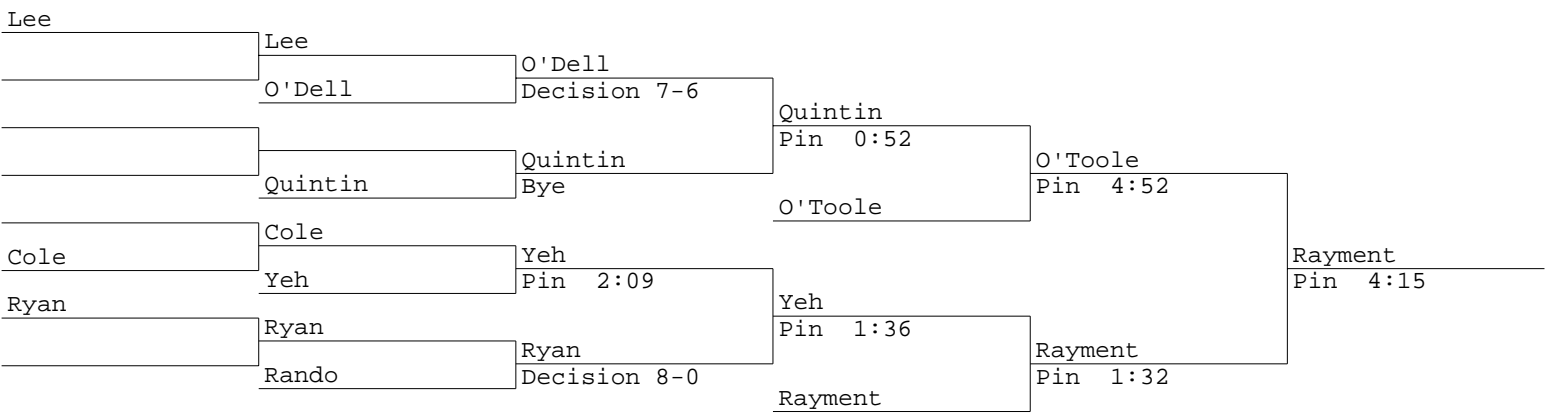 Lee
Lee
O'Dell
O'Dell
Decision 7-6
Quintin
Pin 0:52
Quintin
Quintin
Bye
O'Toole
O'Toole
Pin 4:52
Cole
Cole
Yeh
Yeh
Pin 2:09
Rayment
Pin 4:15
Ryan
Ryan
Yeh
Pin 1:36
Rando
Ryan
Decision 8-0
Rayment
Pin 1:32
Rayment